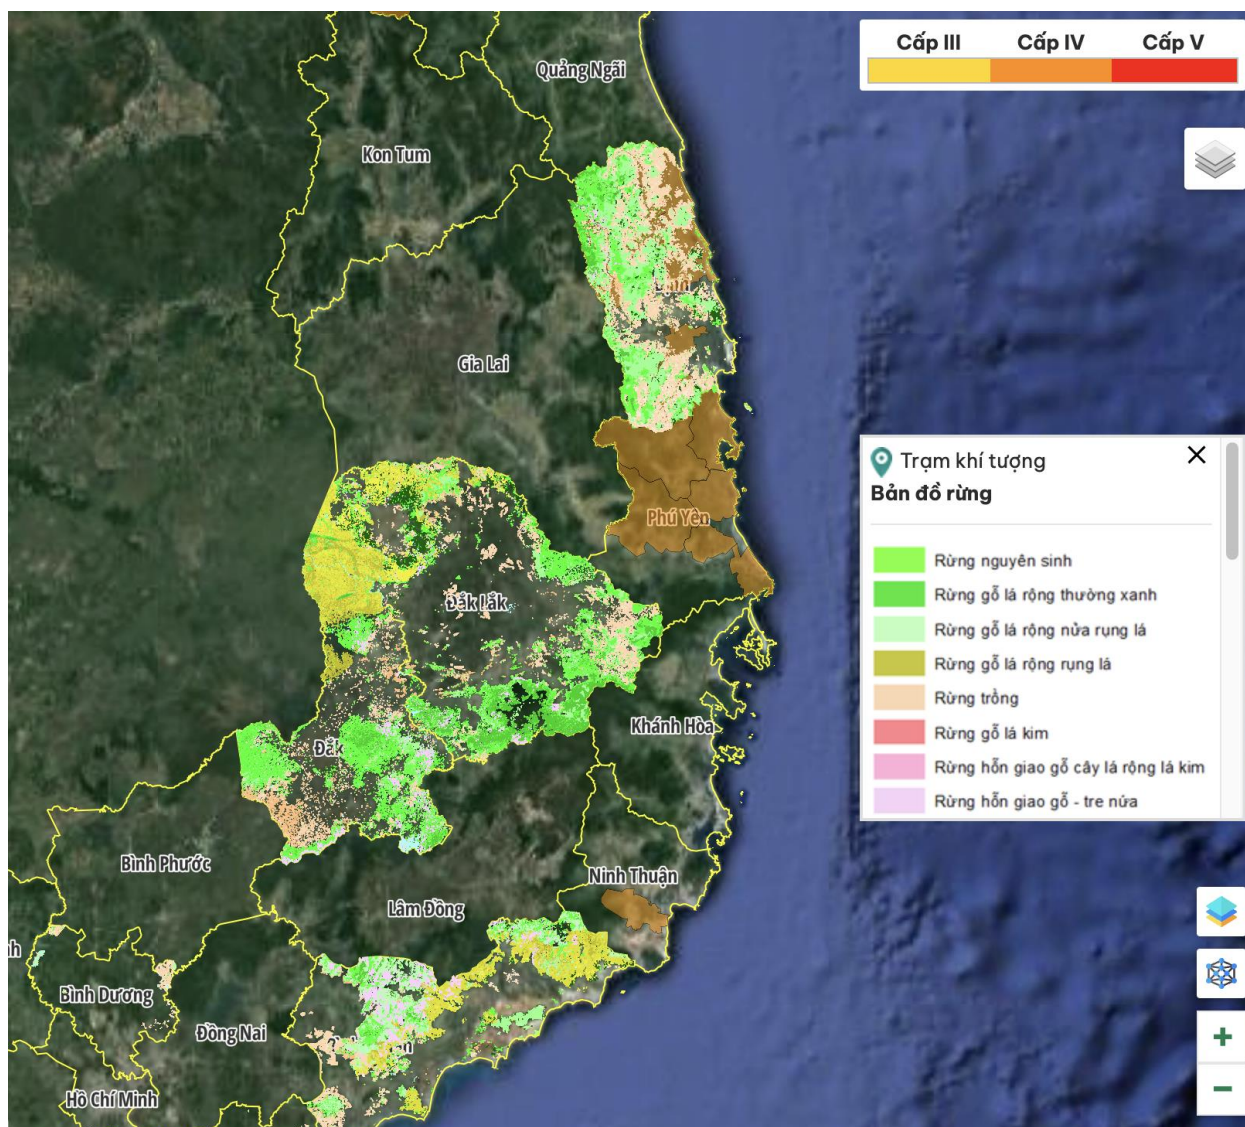 Cấp III Cấp IV Cấp V
Quảng Ngãi
Kon Tum
Gia Lai
Trạm khí tượng
Bản đồ rừng
Phú Yên
Rừng nguyên sinh
Rừng gỗ lá rộng thường xanh
Đắk Lắk
Rừng gỗ lá rộng nửa rụng lá
Rừng gỗ lá rộng rụng lá
Rừng trồng
Khánh Hòa
Rừng gỗ lá kim
Đắk
Rừng hỗn giao gỗ cây lá rộng lá kim
Rừng hỗn giao gỗ - tre nứa
Bình Phước
Ninh Thuận
Lâm Đồng
Bình Dương
Đồng Nai
Hồ Chí Minh